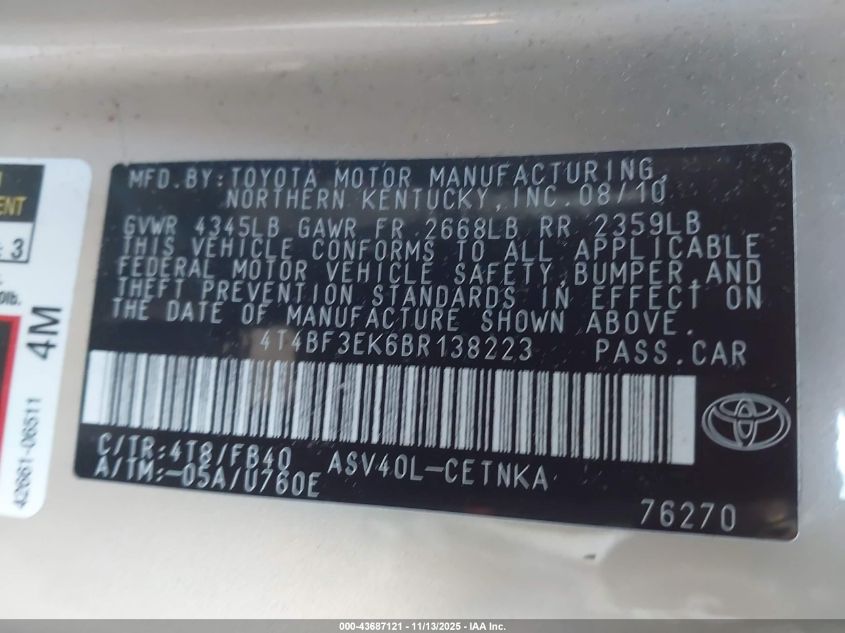 MFD.BY:TOYOTA MOTOR MANUFACTURING,
NORTHERN KENTUCKY,INC.08/10
GVWR 4345LB GAWR FR 2668LB RR 2359LB
THIS VEHICLE CONFORMS TO ALL APPLICABLE
FEDERAL MOTOR VEHICLE SAFETY,BUMPER,AND
THEFT PREVENTION STANDARDS IN EFFECT ON
THE DATE OF MANUFACTURE SHOWN ABOVE.
4T4BF3EK6BR138223 PASS.CAR
C/TR:4T8/FB40
A/TM:-05A/U760E
ASV40L-CETNKA
76270
3
4M
42661-06511
000-43687121 - 11/13/2025 - IAA Inc.